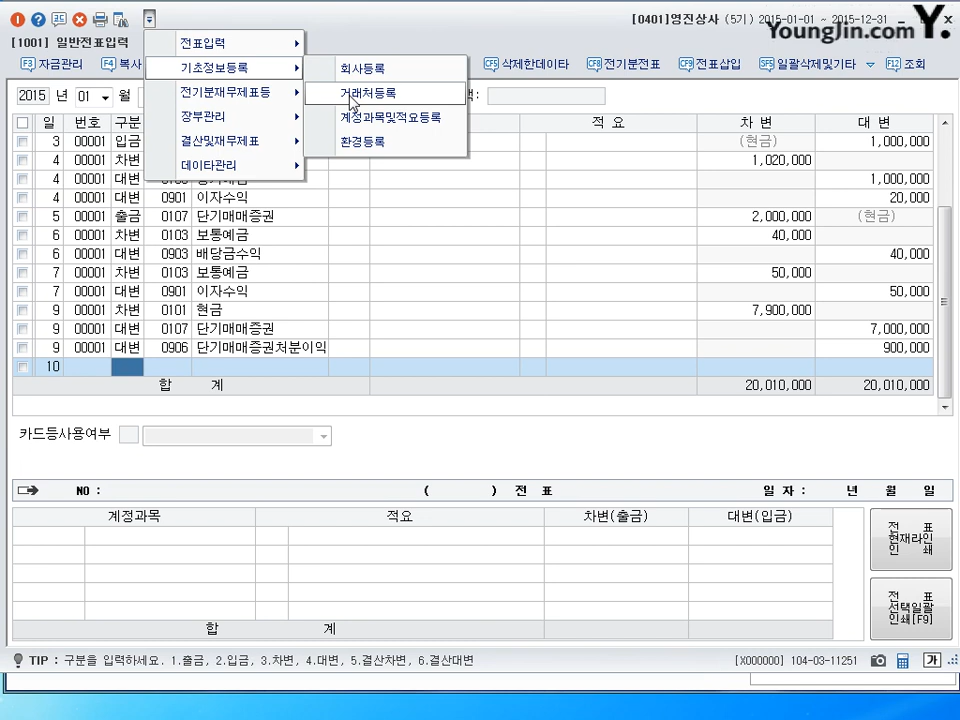 [0401]영진상사 (5기) 2015-01-01 ~ 2015-12-31
YoungJin.com Y.
[1001] 일반전표입력
F3 자금관리 F4 복사 CF5 삭제한데이타 CF8 전기분전표 CF9 전표삽입 SF5 일괄삭제및기타 F12 조회
전표입력
기초정보등록
전기분재무제표등
장부관리
결산및재무제표
데이타관리
회사등록
거래처등록
계정과목및적요등록
환경등록
2015 년 01 월
일 번호 구분 적 요 차 변 대 변
3 00001 입금 (현금) 1,000,000
4 00001 차변 1,020,000
4 00001 대변 1,000,000
4 00001 대변 0901 이자수익 20,000
5 00001 출금 0107 단기매매증권 2,000,000 (현금)
6 00001 차변 0103 보통예금 40,000
6 00001 대변 0903 배당금수익 40,000
7 00001 차변 0103 보통예금 50,000
7 00001 대변 0901 이자수익 50,000
9 00001 차변 0101 현금 7,900,000
9 00001 대변 0107 단기매매증권 7,000,000
9 00001 대변 0906 단기매매증권처분이익 900,000
10
합 계 20,010,000 20,010,000
카드등사용여부
NO : ( ) 전 표 일 자 : 년 월 일
계정과목 적요 차변(출금) 대변(입금)
전 표
현재라인
인 쇄
전 표
선택일괄
인쇄[F9]
합 계
TIP : 구분을 입력하세요. 1.출금, 2.입금, 3.차변, 4.대변, 5.결산차변, 6.결산대변 [X000000] 104-03-11251 가